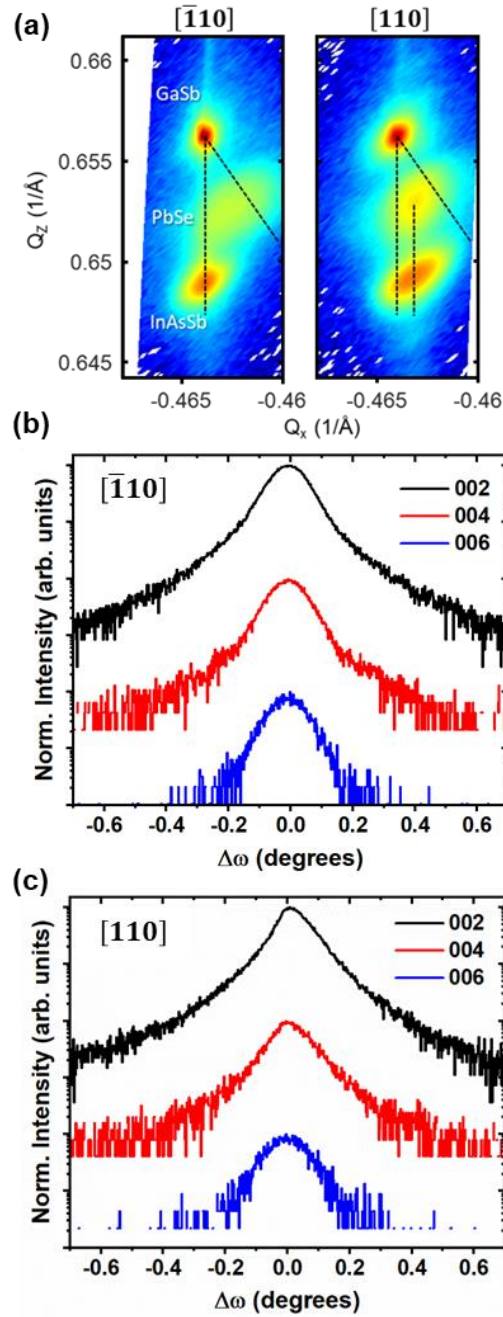 (a)
[1̅10]
[110]
0.66
0.655
0.65
0.645
Q_Z (1/Å)
GaSb
PbSe
InAsSb
-0.465
-0.46
-0.465
-0.46
Q_x (1/Å)
(b)
[1̅10]
002
004
006
Norm. Intensity (arb. units)
-0.6 -0.4 -0.2 0.0 0.2 0.4 0.6
Δω (degrees)
(c)
[110]
002
004
006
Norm. Intensity (arb. units)
-0.6 -0.4 -0.2 0.0 0.2 0.4 0.6
Δω (degrees)